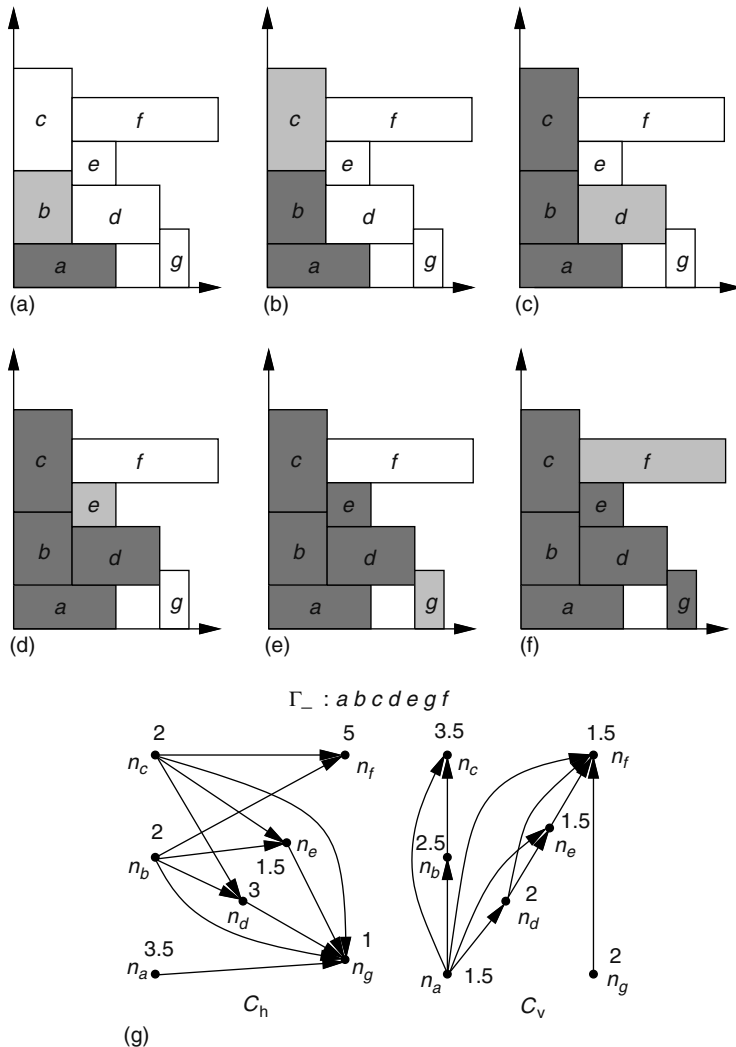 c f c f c f
e e e
b d b d b d
a g a g a g
(a) (b) (c)
c f c f c f
e e e
b d b d b d
a g a g a g
(d) (e) (f)
Γ_ : a b c d e g f
2 5 3.5 1.5
n_c n_f n_c n_f
2 n_e 2.5 1.5
n_b 1.5 n_b n_e
3 2
n_d n_d
3.5 1 2
n_a n_g n_a 1.5 n_g
C_h C_v
(g)